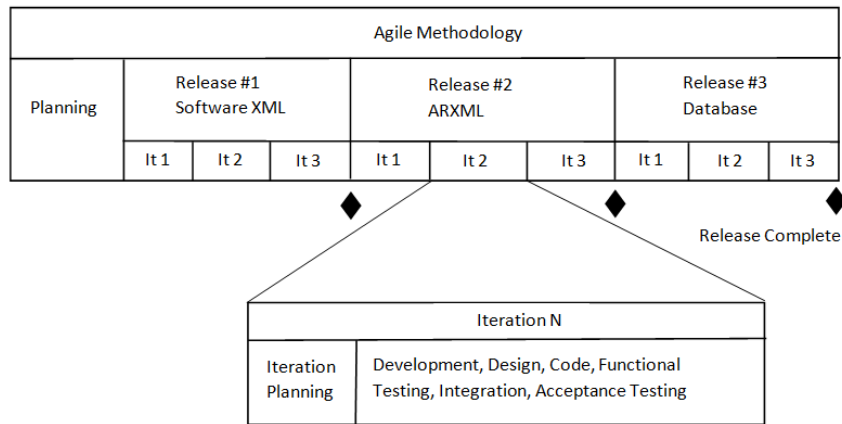 Agile Methodology
Planning
Release #1
Software XML
Release #2
ARXML
Release #3
Database
It 1
It 2
It 3
It 1
It 2
It 3
It 1
It 2
It 3
Release Complete
Iteration N
Iteration
Planning
Development, Design, Code, Functional
Testing, Integration, Acceptance Testing